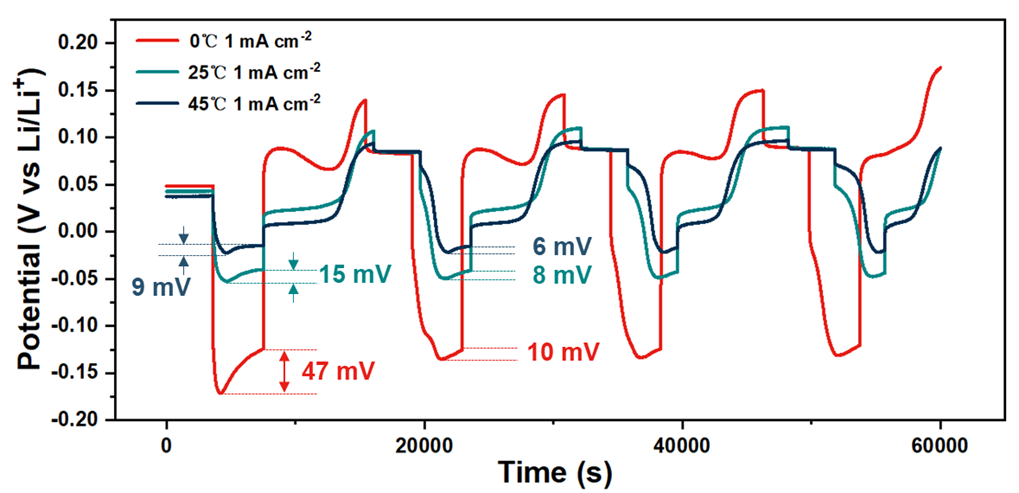 Potential (V vs Li/Li⁺)
0.20
0.15
0.10
0.05
0.00
-0.05
-0.10
-0.15
-0.20
0℃ 1 mA cm⁻²
25℃ 1 mA cm⁻²
45℃ 1 mA cm⁻²
9 mV
15 mV
47 mV
6 mV
8 mV
10 mV
0
20000
40000
60000
Time (s)